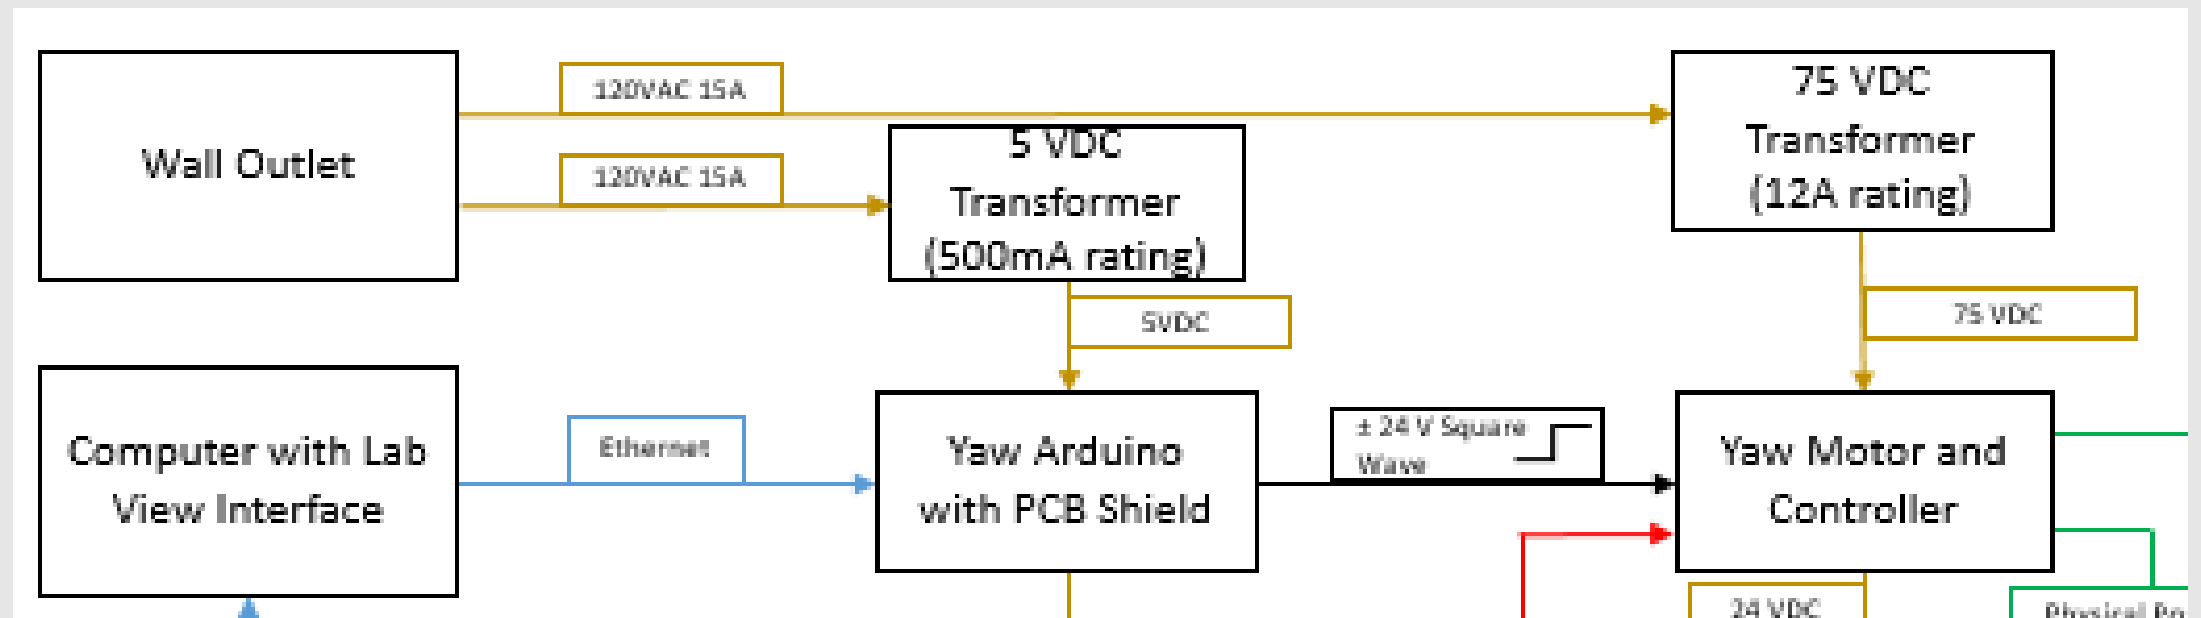 120VAC 15A
75 VDC
Transformer
(12A rating)
Wall Outlet
120VAC 15A
5 VDC
Transformer
(500mA rating)
5VDC
75 VDC
Computer with Lab
View Interface
Ethernet
Yaw Arduino
with PCB Shield
± 24 V Square
Wave
Yaw Motor and
Controller
24 VDC
Physical